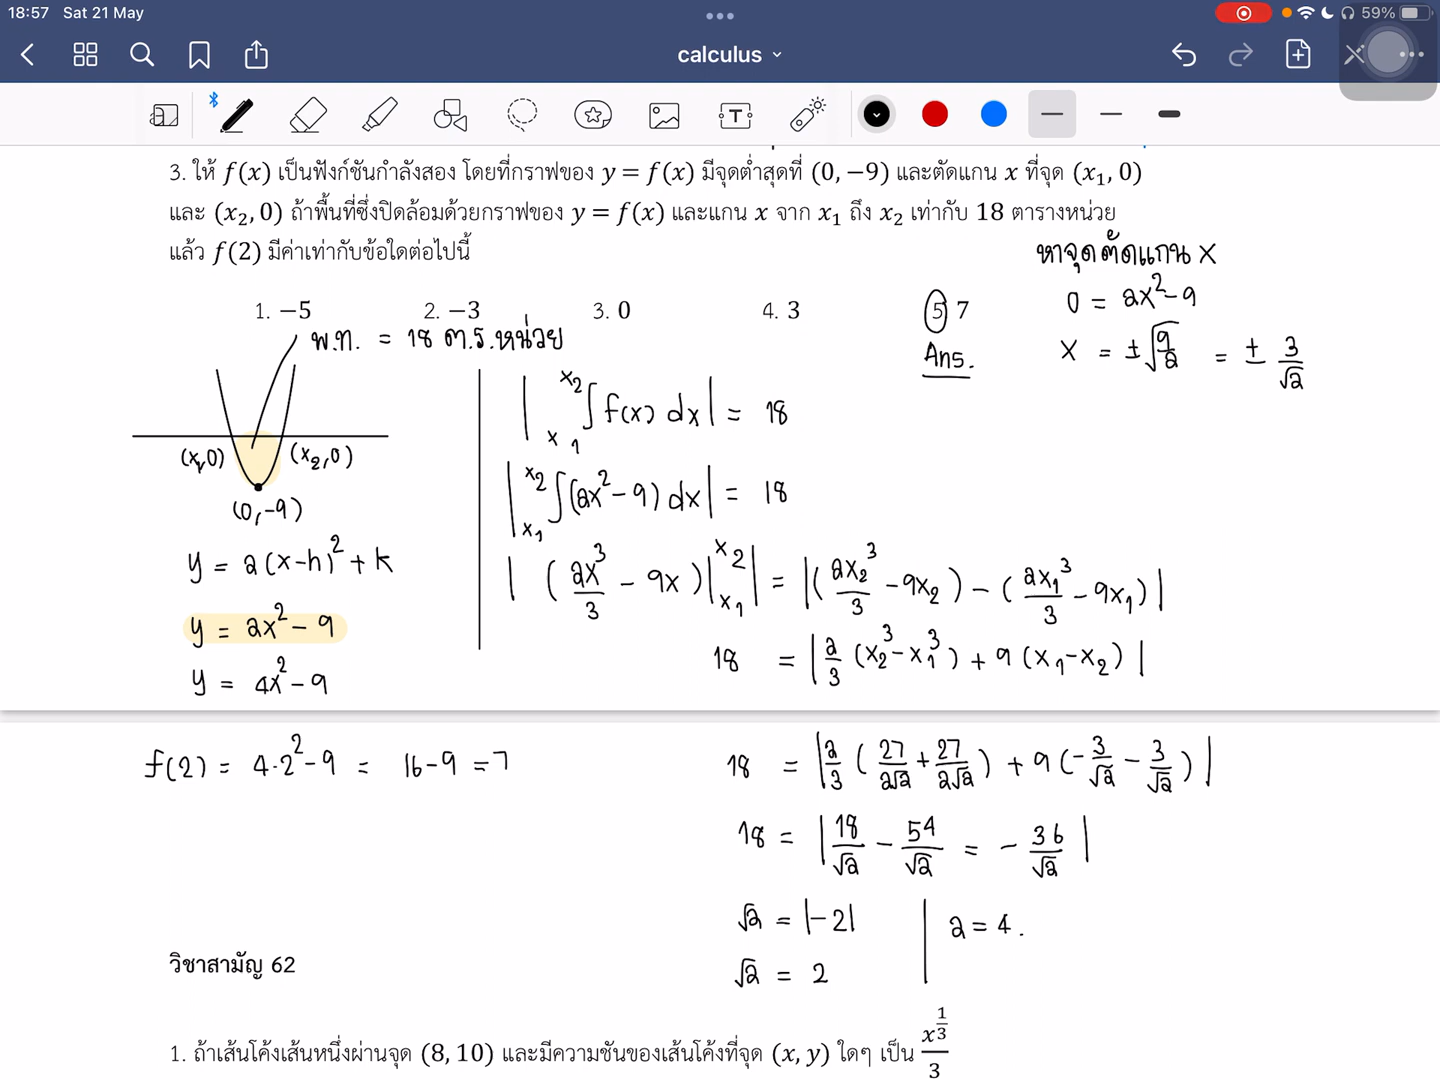 18:57 Sat 21 May
59%
calculus
3. ให้ f(x) เป็นฟังก์ชันกำลังสอง โดยที่กราฟของ y = f(x) มีจุดต่ำสุดที่ (0, −9) และตัดแกน x ที่จุด (x₁, 0)
และ (x₂, 0) ถ้าพื้นที่ซึ่งปิดล้อมด้วยกราฟของ y = f(x) และแกน x จาก x₁ ถึง x₂ เท่ากับ 18 ตารางหน่วย
แล้ว f(2) มีค่าเท่ากับข้อใดต่อไปนี้
1. −5 2. −3 3. 0 4. 3 5 7
Ans.
หาจุดตัดแกน X
0 = ax² − 9
x = ±√(9/a) = ± 3/√a
พ.ท. = 18 ต.ร.หน่วย
(x₁,0) (x₂,0)
(0,−9)
y = a(x−h)² + k
y = ax² − 9
y = 4x² − 9
|ₓ₁∫ˣ² f(x) dx| = 18
|ₓ₁∫ˣ² (ax² − 9) dx| = 18
|(ax³/3 − 9x)|ₓ₁ˣ²| = |(ax₂³/3 − 9x₂) − (ax₁³/3 − 9x₁)|
18 = |a/3 (x₂³ − x₁³) + 9(x₁ − x₂)|
f(2) = 4·2² − 9 = 16 − 9 = 7
18 = |a/3 (27/a√a + 27/a√a) + 9(−3/√a − 3/√a)|
18 = |18/√a − 54/√a = − 36/√a|
√a = |−2| | a = 4.
√a = 2
วิชาสามัญ 62
1. ถ้าเส้นโค้งเส้นหนึ่งผ่านจุด (8, 10) และมีความชันของเส้นโค้งที่จุด (x, y) ใดๆ เป็น x^(1/3)/3